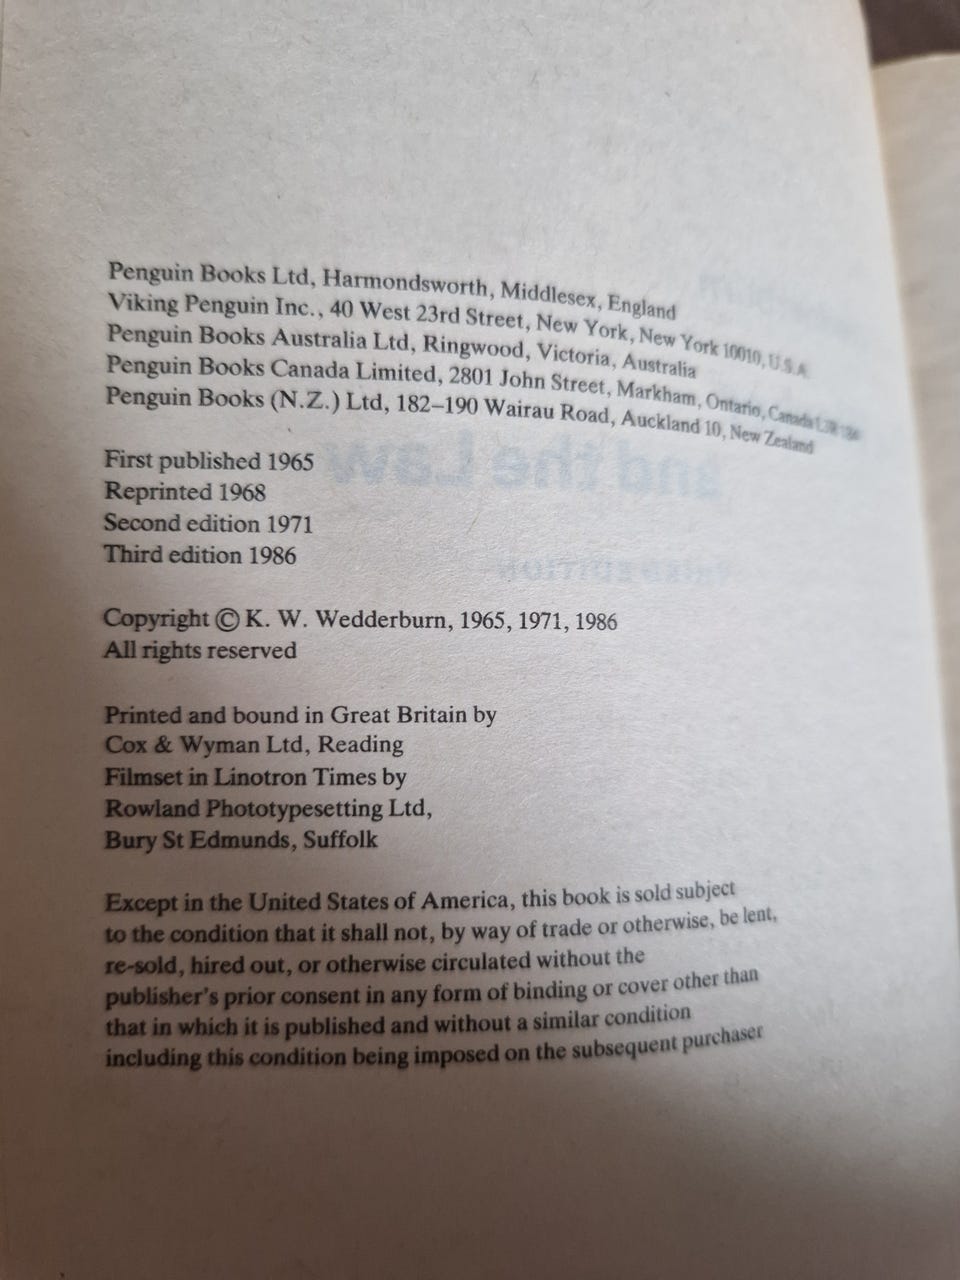 Penguin Books Ltd, Harmondsworth, Middlesex, England
Viking Penguin Inc., 40 West 23rd Street, New York, New York 10010, U.S.A.
Penguin Books Australia Ltd, Ringwood, Victoria, Australia
Penguin Books Canada Limited, 2801 John Street, Markham, Ontario, Canada
Penguin Books (N.Z.) Ltd, 182–190 Wairau Road, Auckland 10, New Zealand
First published 1965
Reprinted 1968
Second edition 1971
Third edition 1986
Copyright © K. W. Wedderburn, 1965, 1971, 1986
All rights reserved
Printed and bound in Great Britain by
Cox & Wyman Ltd, Reading
Filmset in Linotron Times by
Rowland Phototypesetting Ltd,
Bury St Edmunds, Suffolk
Except in the United States of America, this book is sold subject
to the condition that it shall not, by way of trade or otherwise, be lent,
re-sold, hired out, or otherwise circulated without the
publisher's prior consent in any form of binding or cover other than
that in which it is published and without a similar condition
including this condition being imposed on the subsequent purchaser